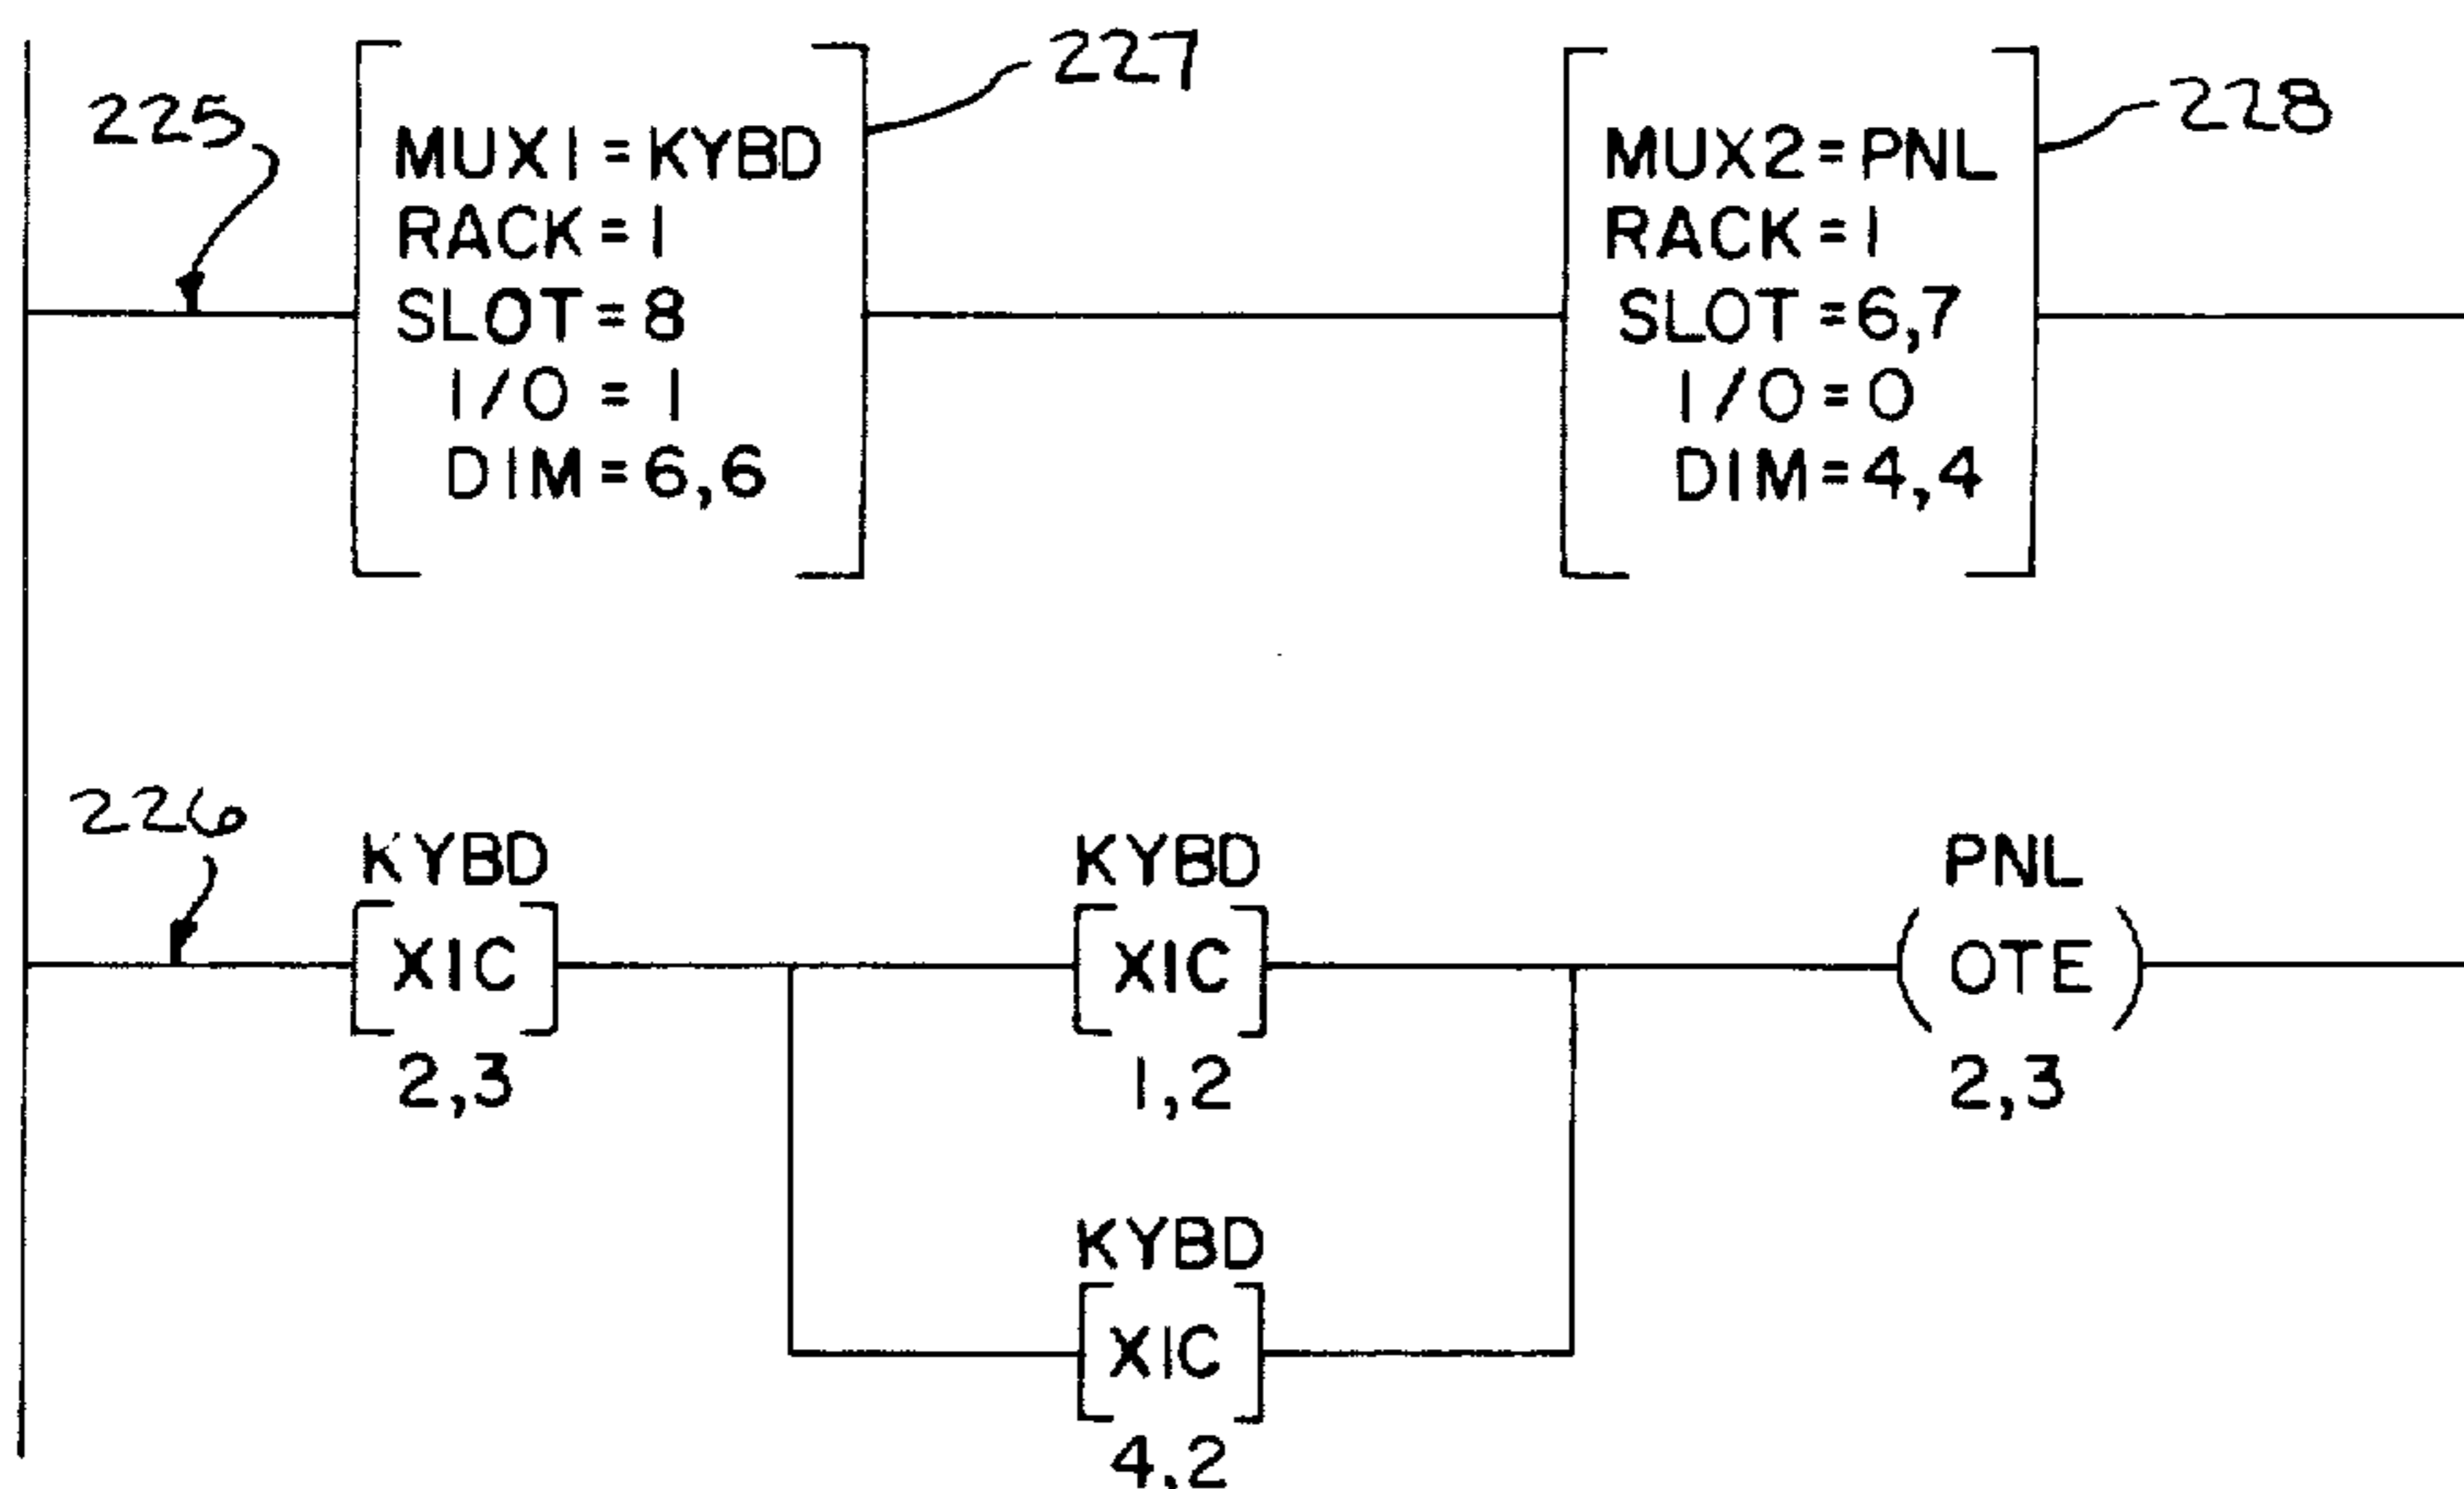 225
227
MUX1=KYBD
RACK=1
SLOT=8
I/O=1
DIM=6,6
228
MUX2=PNL
RACK=1
SLOT=6,7
I/O=0
DIM=4,4
226
KYBD
XIC
2,3
KYBD
XIC
1,2
PNL
OTE
2,3
KYBD
XIC
4,2